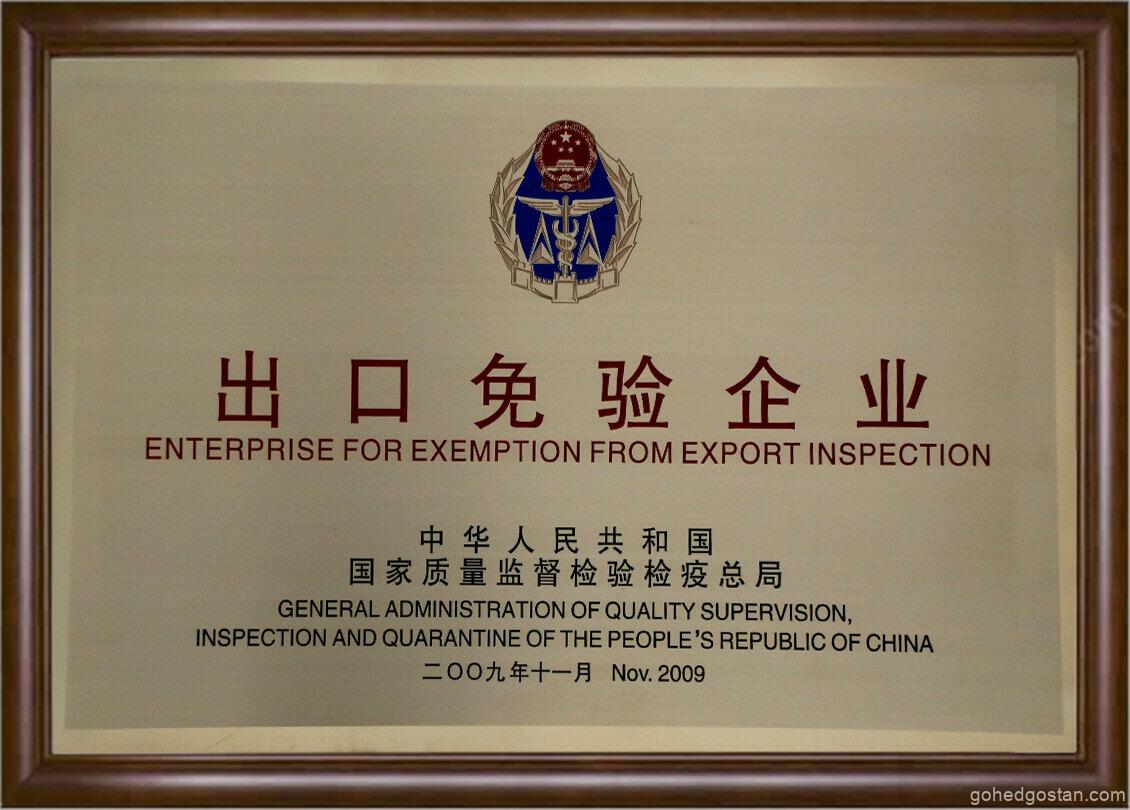 出口免验企业
ENTERPRISE FOR EXEMPTION FROM EXPORT INSPECTION
中华人民共和国
国家质量监督检验检疫总局
GENERAL ADMINISTRATION OF QUALITY SUPERVISION,
INSPECTION AND QUARANTINE OF THE PEOPLE'S REPUBLIC OF CHINA
二〇〇九年十一月 Nov. 2009
gohedgostan.com